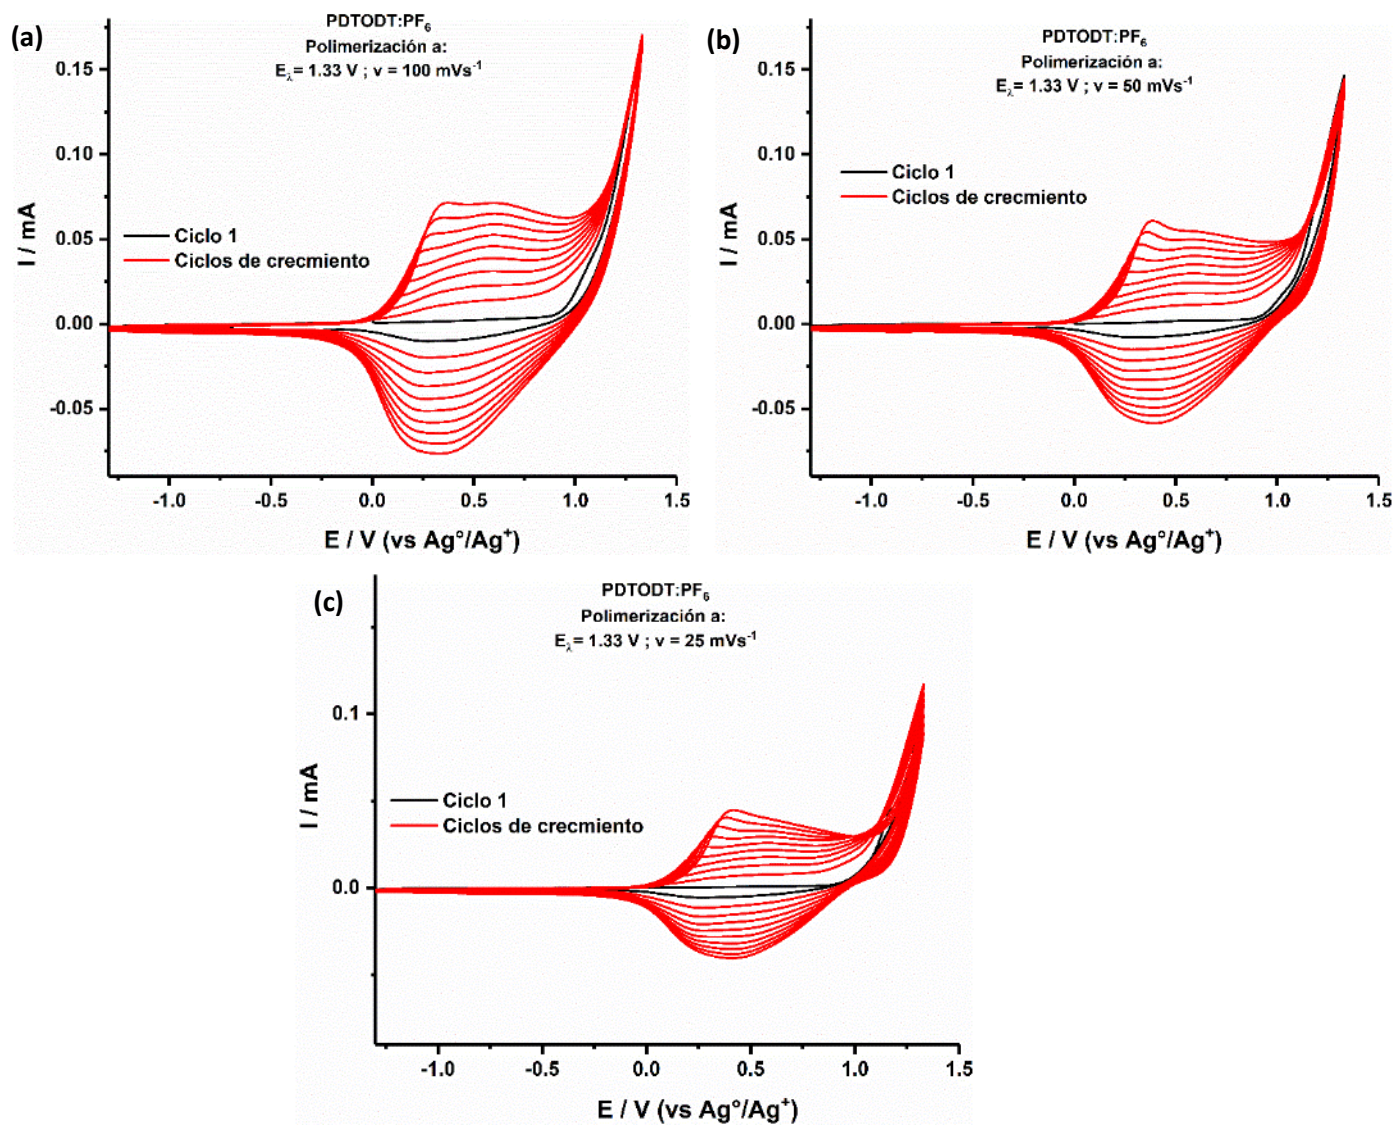 (a)
PDTODT:PF₆
Polimerización a:
E_λ= 1.33 V ; v = 100 mVs⁻¹
0.15
0.10
0.05
0.00
-0.05
I / mA
Ciclo 1
Ciclos de crecmiento
-1.0 -0.5 0.0 0.5 1.0 1.5
E / V (vs Ag°/Ag⁺)
(b)
PDTODT:PF₆
Polimerización a:
E_λ= 1.33 V ; v = 50 mVs⁻¹
0.15
0.10
0.05
0.00
-0.05
I / mA
Ciclo 1
Ciclos de crecmiento
-1.0 -0.5 0.0 0.5 1.0 1.5
E / V (vs Ag°/Ag⁺)
(c)
PDTODT:PF₆
Polimerización a:
E_λ= 1.33 V ; v = 25 mVs⁻¹
0.1
0.0
I / mA
Ciclo 1
Ciclos de crecmiento
-1.0 -0.5 0.0 0.5 1.0 1.5
E / V (vs Ag°/Ag⁺)